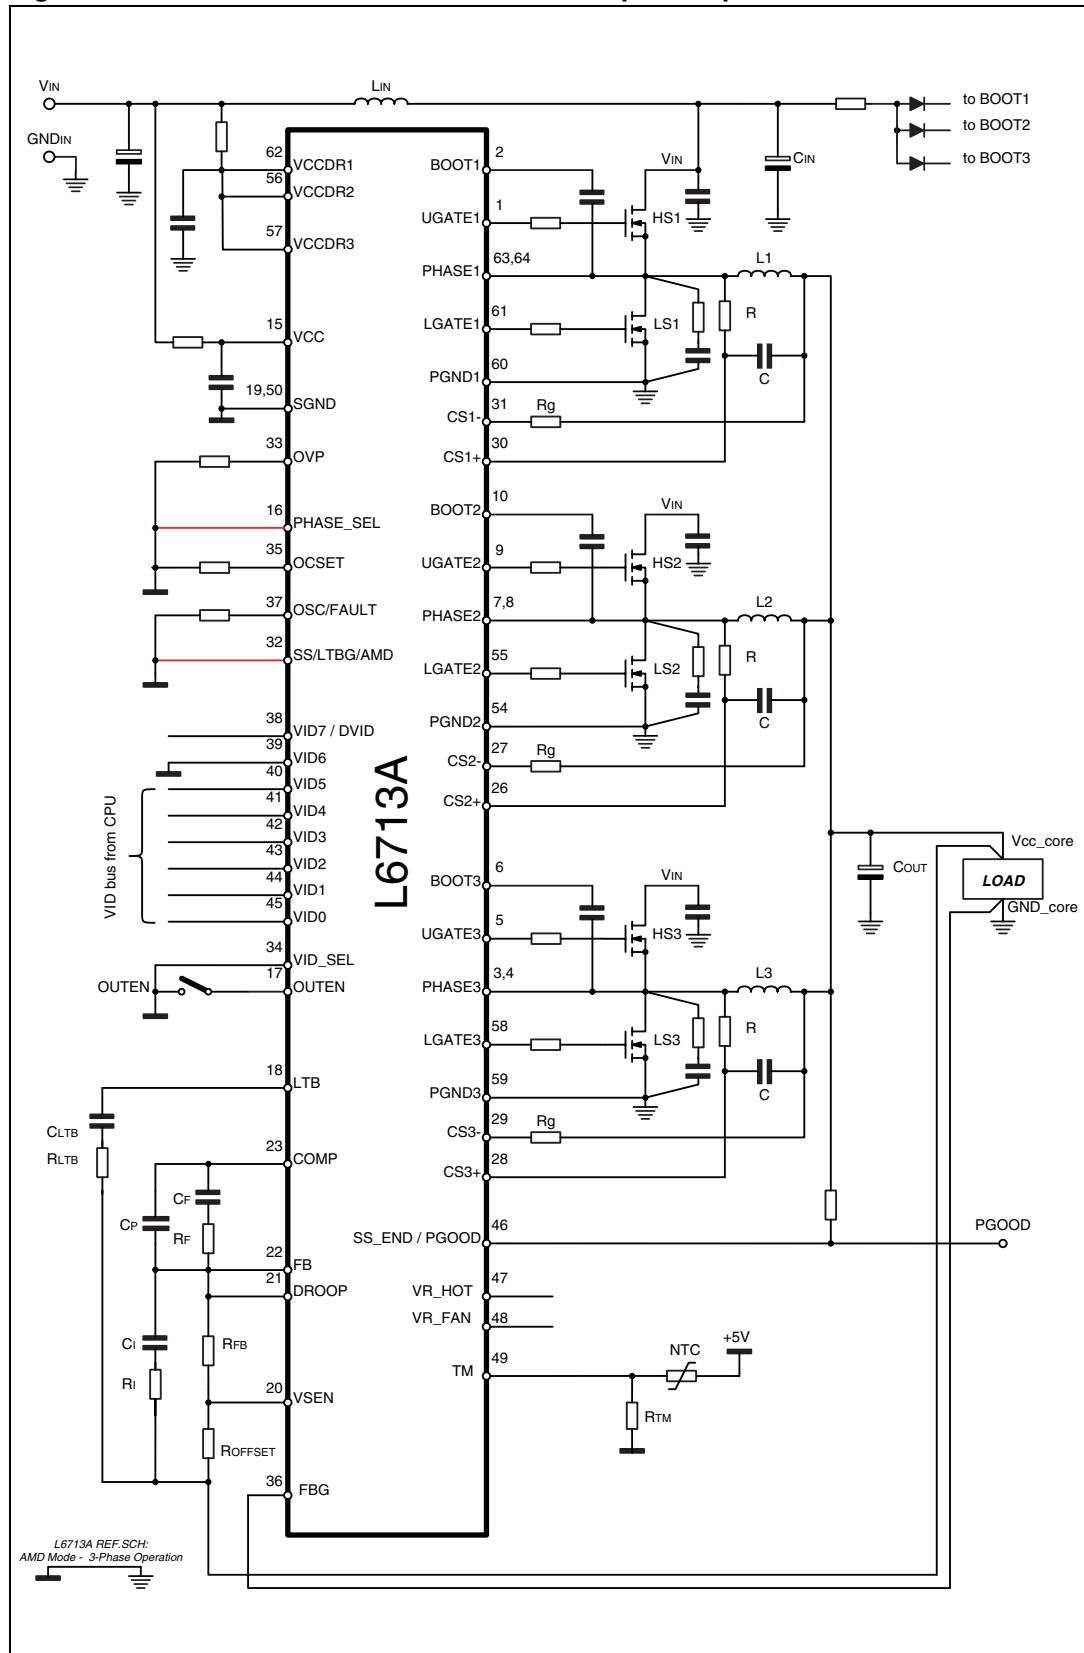 VIN
LIN
to BOOT1
to BOOT2
to BOOT3
GNDIN
CIN
62
VCCDR1
56
VCCDR2
57
VCCDR3
15
VCC
19,50
SGND
33
OVP
16
PHASE_SEL
35
OCSET
37
OSC/FAULT
32
SS/LTBG/AMD
38
VID7 / DVID
39
VID6
40
VID5
41
VID4
42
VID3
43
VID2
44
VID1
45
VID0
VID bus from CPU
34
VID_SEL
17
OUTEN
OUTEN
18
LTB
CLTB
RLTB
23
COMP
CF
CP
RF
22
FB
21
DROOP
CI
RFB
RI
20
VSEN
ROFFSET
36
FBG
L6713A
2
BOOT1
VIN
1
UGATE1
HS1
63,64
PHASE1
L1
61
LGATE1
LS1
R
60
PGND1
C
31
CS1-
Rg
30
CS1+
10
BOOT2
VIN
9
UGATE2
HS2
7,8
PHASE2
L2
55
LGATE2
LS2
R
54
PGND2
C
27
CS2-
Rg
26
CS2+
6
BOOT3
VIN
5
UGATE3
HS3
3,4
PHASE3
L3
58
LGATE3
LS3
R
59
PGND3
C
29
CS3-
Rg
28
CS3+
COUT
Vcc_core
LOAD
GND_core
46
SS_END / PGOOD
PGOOD
47
VR_HOT
48
VR_FAN
49
TM
NTC
+5V
RTM
L6713A REF.SCH:
AMD Mode - 3-Phase Operation